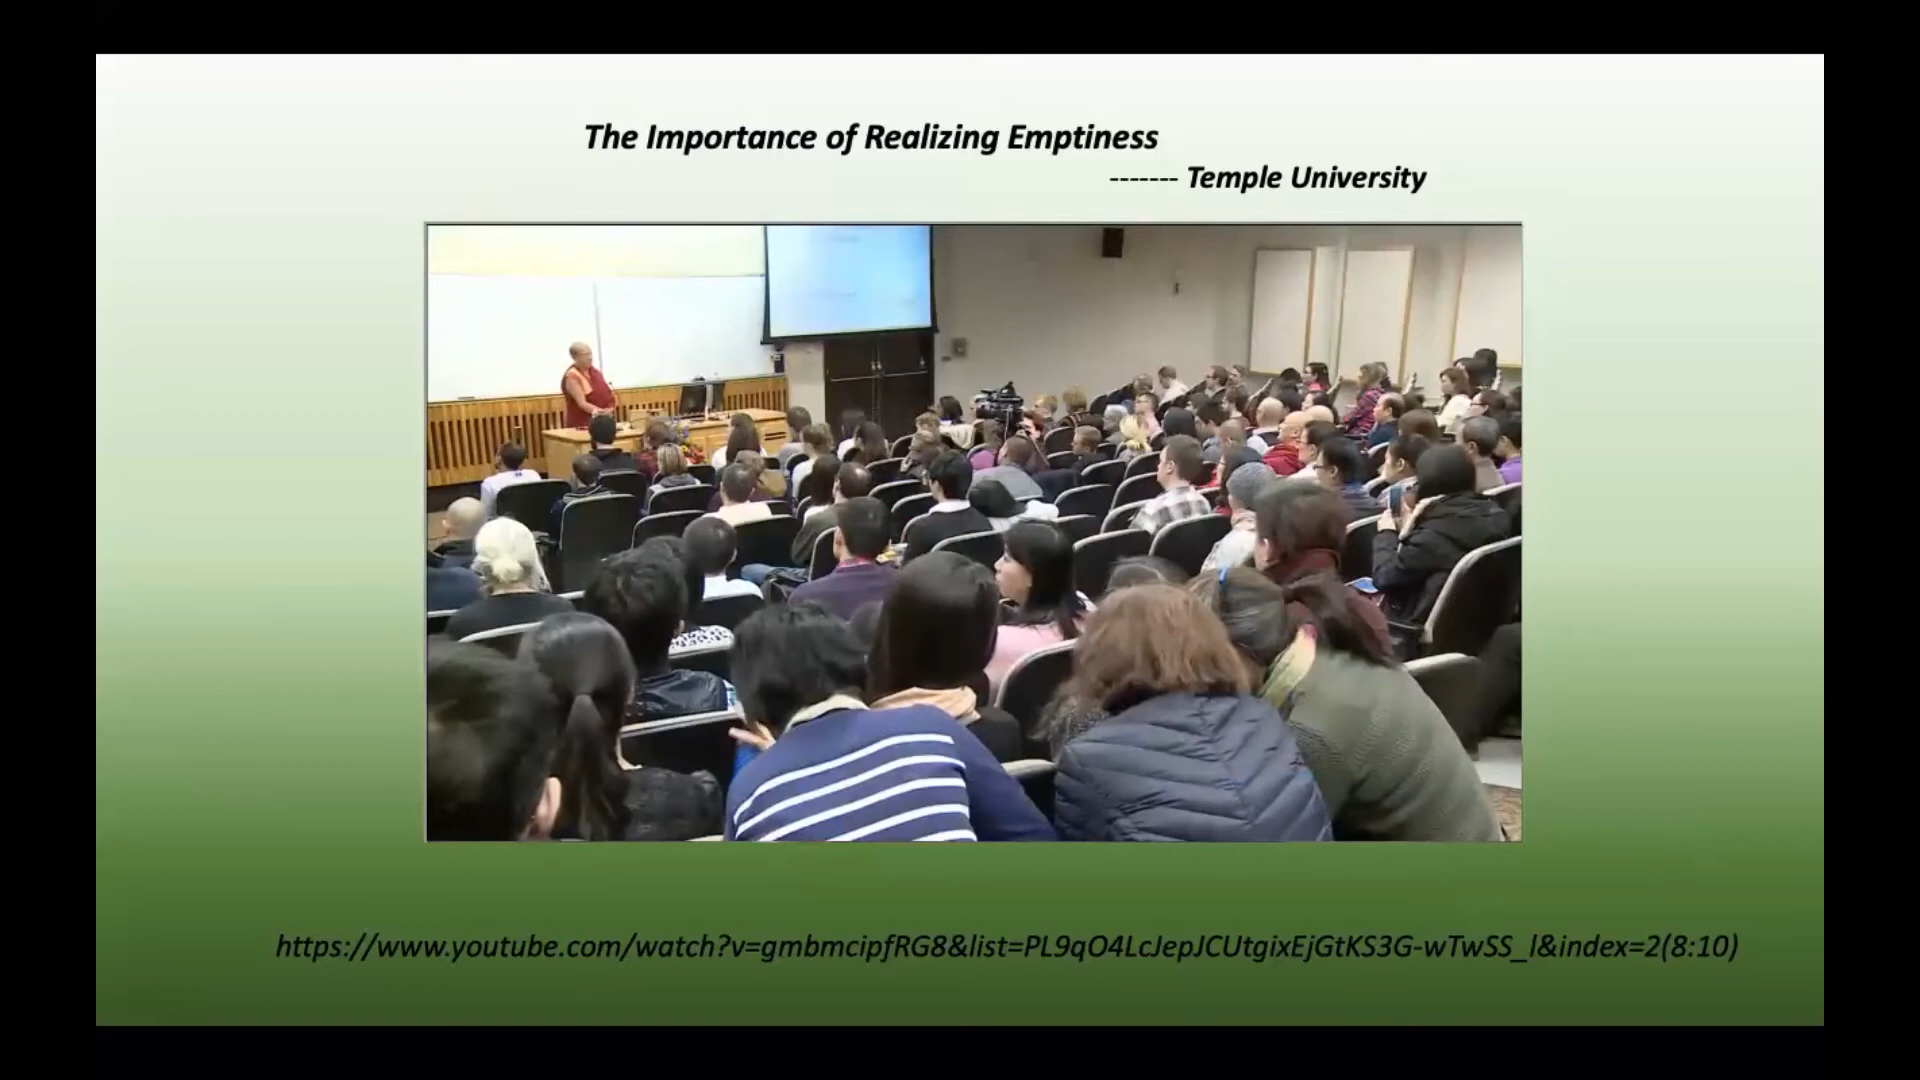 The Importance of Realizing Emptiness
------- Temple University
https://www.youtube.com/watch?v=gmbmcipfRG8&list=PL9qO4LcJepJCUtgixEjGtKS3G-wTwSS_l&index=2(8:10)